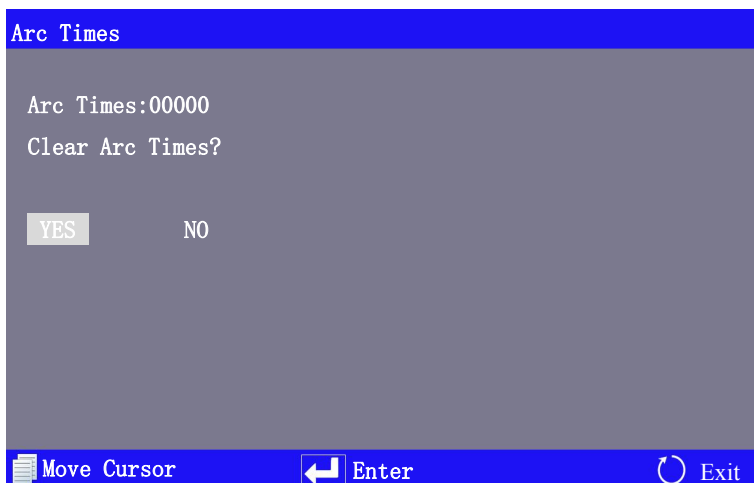 Arc Times
Arc Times:00000
Clear Arc Times?
YES NO
Move Cursor Enter Exit